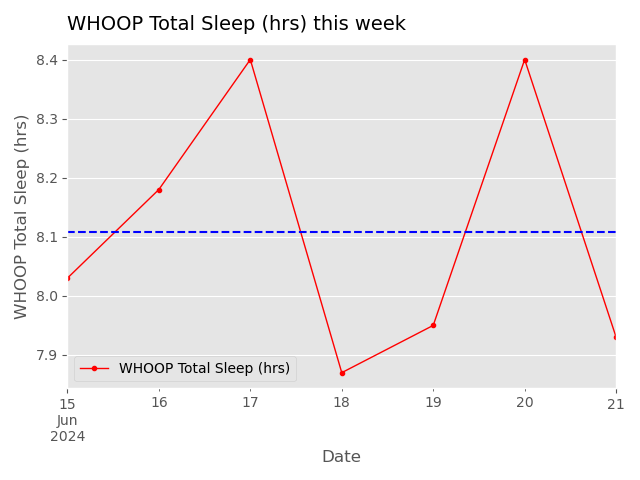 WHOOP Total Sleep (hrs) this week
WHOOP Total Sleep (hrs)
8.4
8.3
8.2
8.1
8.0
7.9
WHOOP Total Sleep (hrs)
15 16 17 18 19 20 21
Jun
2024
Date